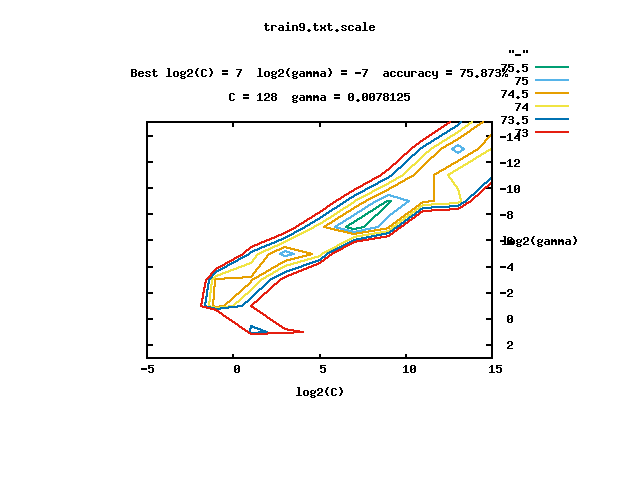 train9.txt.scale
"-"
Best log2(C) = 7  log2(gamma) = -7  accuracy = 75.873%
75.5
75
C = 128  gamma = 0.0078125
74.5
74
73.5
73
-14
-12
-10
-8
-6
log2(gamma)
-4
-2
0
2
-5 0 5 10 15
log2(C)